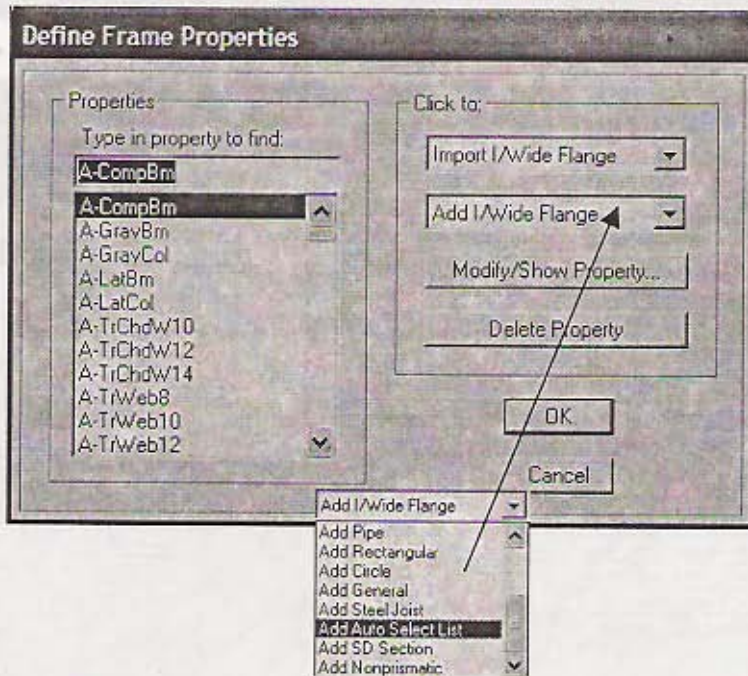 Define Frame Properties
Properties
Type in property to find:
A-CompBm
A-CompBm
A-GravBm
A-GravCol
A-LatBm
A-LatCol
A-TrChdW10
A-TrChdW12
A-TrChdW14
A-TrWeb8
A-TrWeb10
A-TrWeb12
Click to:
Import I/Wide Flange
Add I/Wide Flange
Modify/Show Property...
Delete Property
OK
Cancel
Add I/Wide Flange
Add Pipe
Add Rectangular
Add Circle
Add General
Add Steel Joist
Add Auto Select List
Add SD Section
Add Nonprismatic